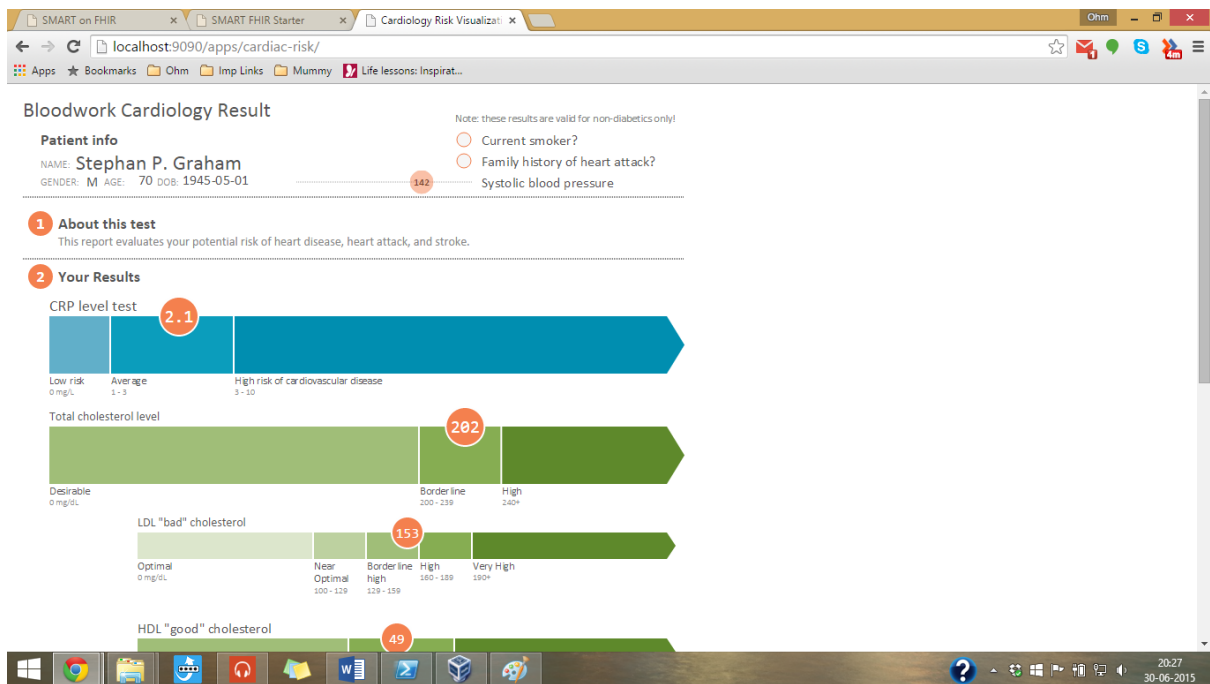 SMART on FHIR
SMART FHIR Starter
Cardiology Risk Visualizati
Ohm
localhost:9090/apps/cardiac-risk/
1
S
4m
Apps Bookmarks Ohm Imp Links Mummy Life lessons: Inspirat...
Bloodwork Cardiology Result
Note: these results are valid for non-diabetics only!
Patient info
Current smoker?
NAME: Stephan P. Graham
Family history of heart attack?
GENDER: M AGE: 70 DOB: 1945-05-01
142 Systolic blood pressure
1 About this test
This report evaluates your potential risk of heart disease, heart attack, and stroke.
2 Your Results
CRP level test
2.1
Low risk Average High risk of cardiovascular disease
0 mg/L 1 - 3 3 - 10
Total cholesterol level
202
Desirable Borderline High
0 mg/dL 200 - 239 240+
LDL "bad" cholesterol
153
Optimal Near Borderline High Very High
0 mg/dL Optimal high 160 - 189 190+
100 - 129 129 - 159
HDL "good" cholesterol
49
20:27
30-06-2015